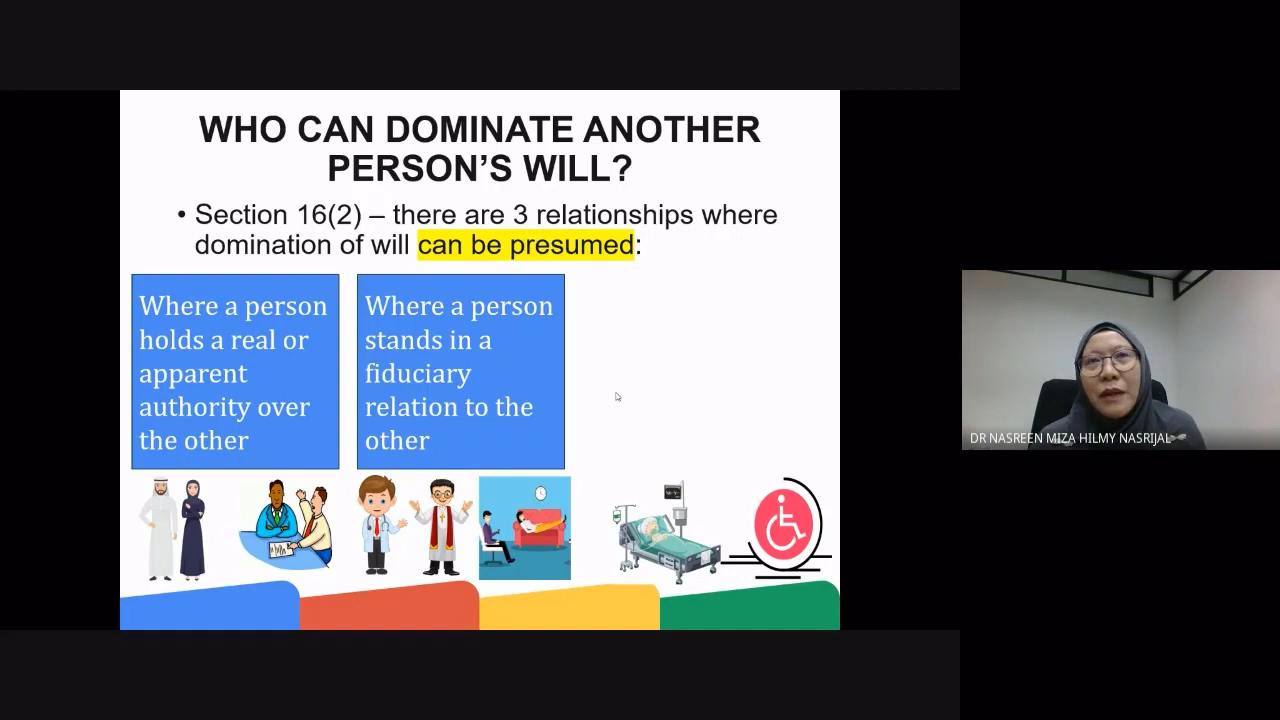 WHO CAN DOMINATE ANOTHER
PERSON’S WILL?
• Section 16(2) – there are 3 relationships where
domination of will can be presumed:
Where a person
holds a real or
apparent
authority over
the other
Where a person
stands in a
fiduciary
relation to the
other
DR NASREEN MIZA HILMY NASRIJAL